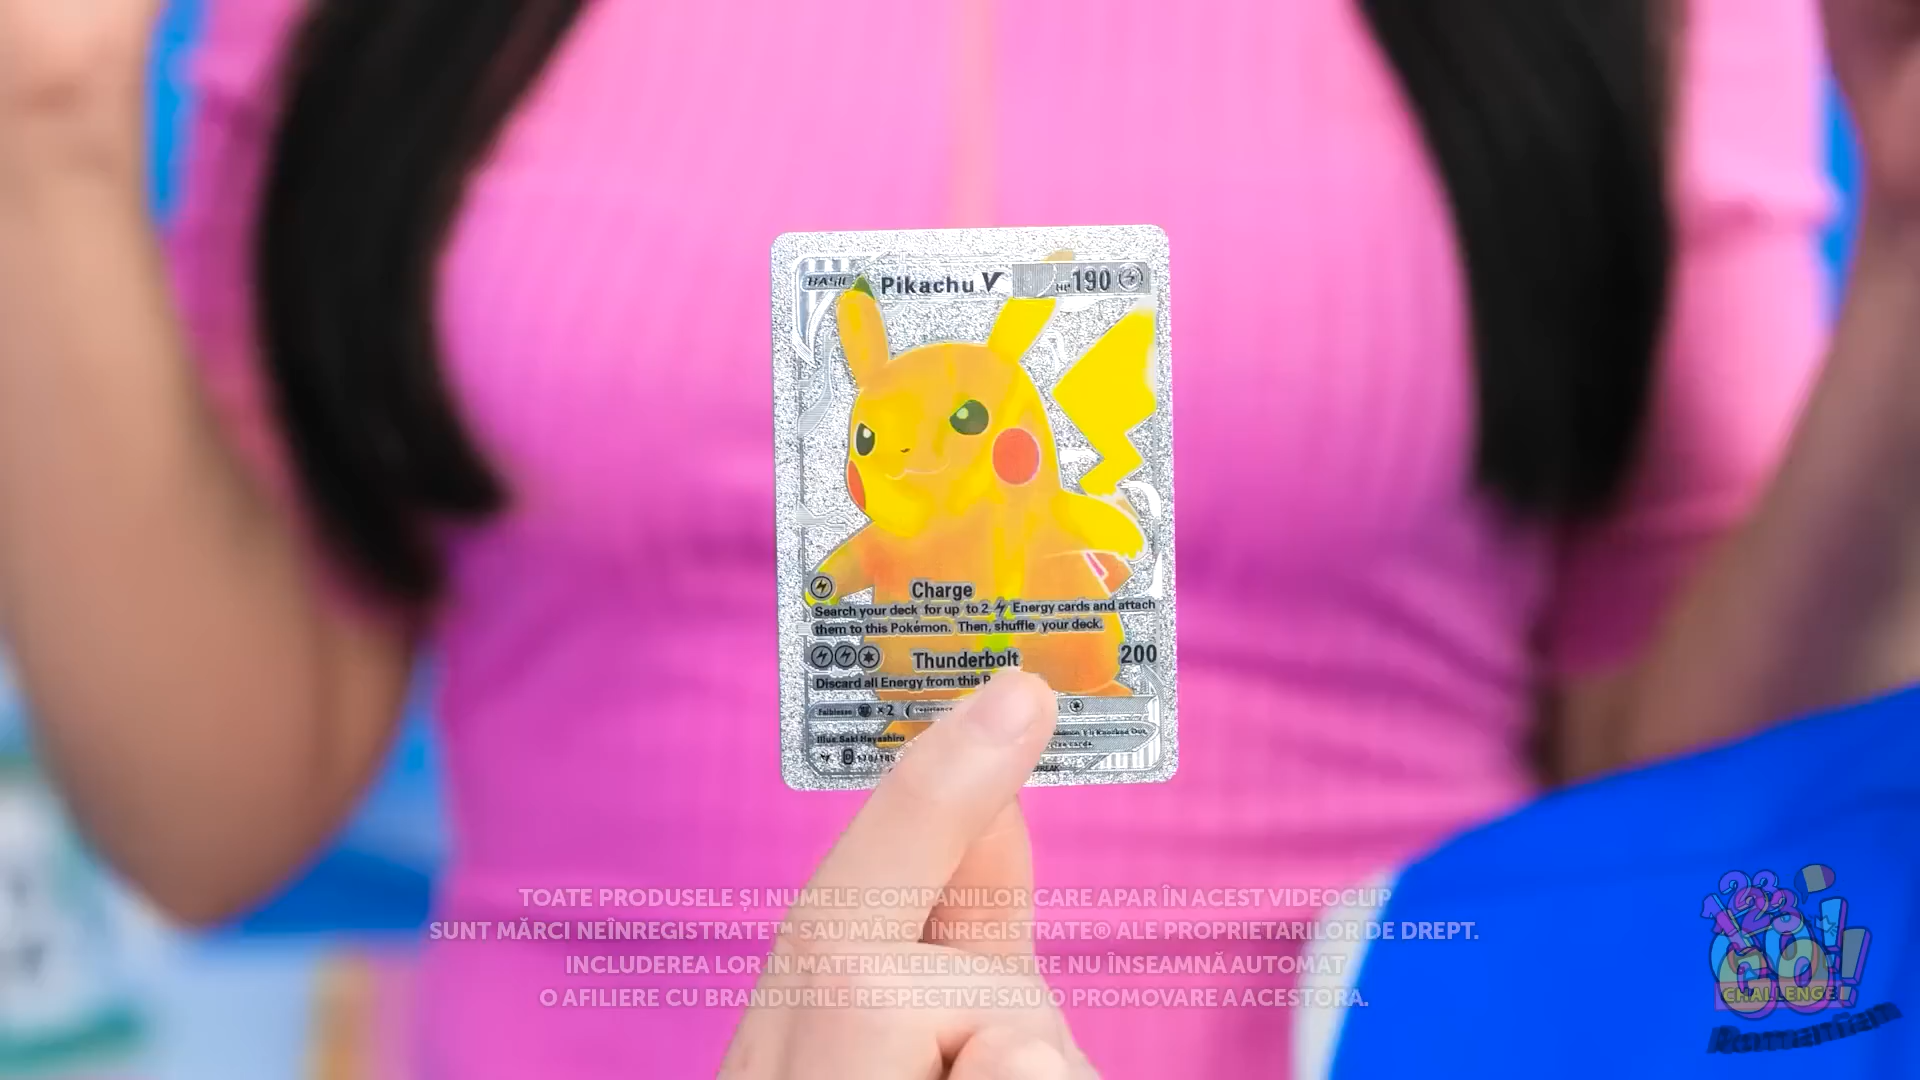 BASIC Pikachu V HP 190
Charge
Search your deck for up to 2 Energy cards and attach
them to this Pokémon. Then, shuffle your deck.
Thunderbolt 200
Discard all Energy from this
×2
Illus. Saki Hayashiro
TOATE PRODUSELE ȘI NUMELE COMPANIILOR CARE APAR ÎN ACEST VIDEOCLIP
SUNT MĂRCI NEÎNREGISTRATE™ SAU MĂRCI ÎNREGISTRATE® ALE PROPRIETARILOR DE DREPT.
INCLUDEREA LOR ÎN MATERIALELE NOASTRE NU ÎNSEAMNĂ AUTOMAT
O AFILIERE CU BRANDURILE RESPECTIVE SAU O PROMOVARE A ACESTORA.
123
GO!
CHALLENGE
Romanian